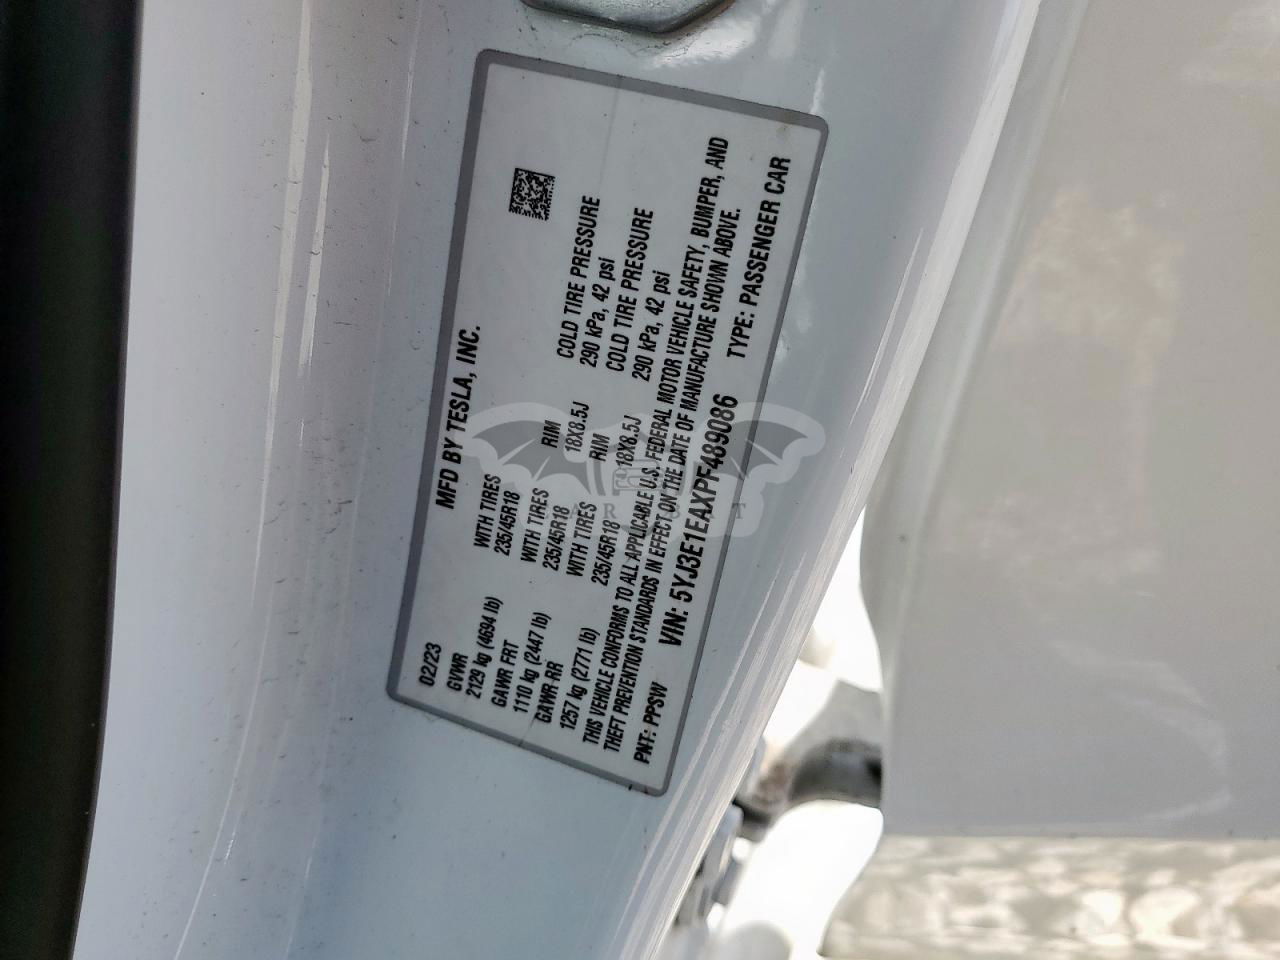 MFD BY TESLA, INC.
02/23
GVWR
2129 kg (4694 lb)
GAWR FRT
1110 kg (2447 lb)
GAWR RR
1257 kg (2771 lb)
WITH TIRES
235/45R18
WITH TIRES
235/45R18
WITH TIRES
235/45R18
RIM
18X8.5J
RIM
18X8.5J
COLD TIRE PRESSURE
290 kPa, 42 psi
COLD TIRE PRESSURE
290 kPa, 42 psi
THIS VEHICLE CONFORMS TO ALL APPLICABLE U.S. FEDERAL MOTOR VEHICLE SAFETY, BUMPER, AND
THEFT PREVENTION STANDARDS IN EFFECT ON THE DATE OF MANUFACTURE SHOWN ABOVE.
PNT: PPSW
VIN: 5YJ3E1EAXPF489086
TYPE: PASSENGER CAR